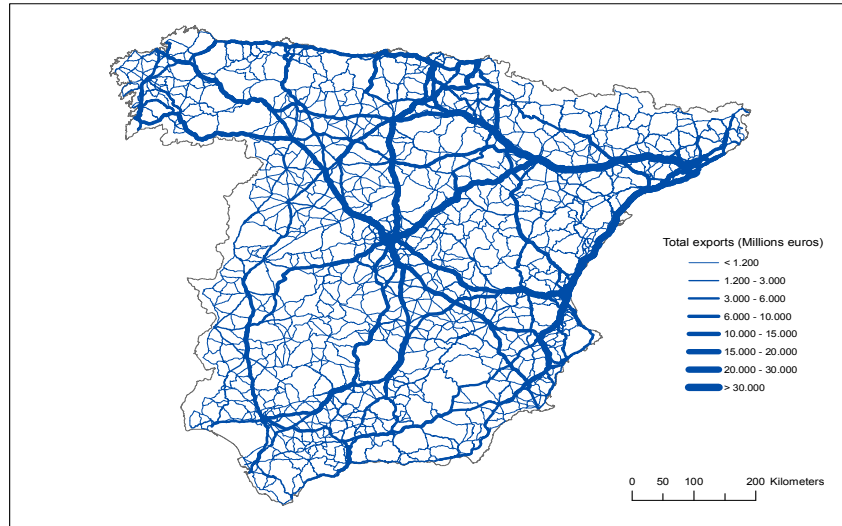 Total exports (Millions euros)
< 1.200
1.200 - 3.000
3.000 - 6.000
6.000 - 10.000
10.000 - 15.000
15.000 - 20.000
20.000 - 30.000
> 30.000
0 50 100 200 Kilometers